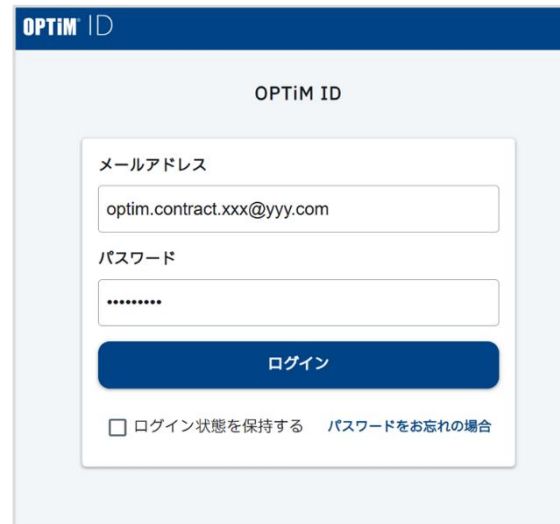 OPTiM ID
OPTiM ID
メールアドレス
optim.contract.xxx@yyy.com
パスワード
•••••••••
ログイン
ログイン状態を保持する パスワードをお忘れの場合